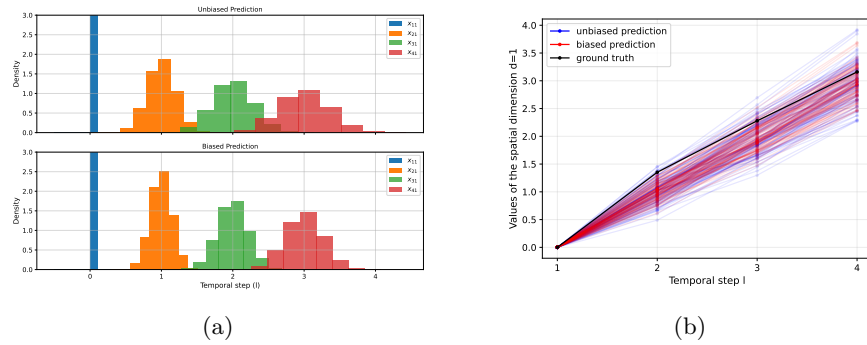 Unbiased Prediction
3.0
2.5
2.0
1.5
1.0
0.5
0.0
Density
x₁₁
x₂₁
x₃₁
x₄₁
Biased Prediction
3.0
2.5
2.0
1.5
1.0
0.5
0.0
Density
x₁₁
x₂₁
x₃₁
x₄₁
0 1 2 3 4
Temporal step (l)
(a)
Values of the spatial dimension d=1
4.0
3.5
3.0
2.5
2.0
1.5
1.0
0.5
0.0
unbiased prediction
biased prediction
ground truth
1 2 3 4
Temporal step l
(b)